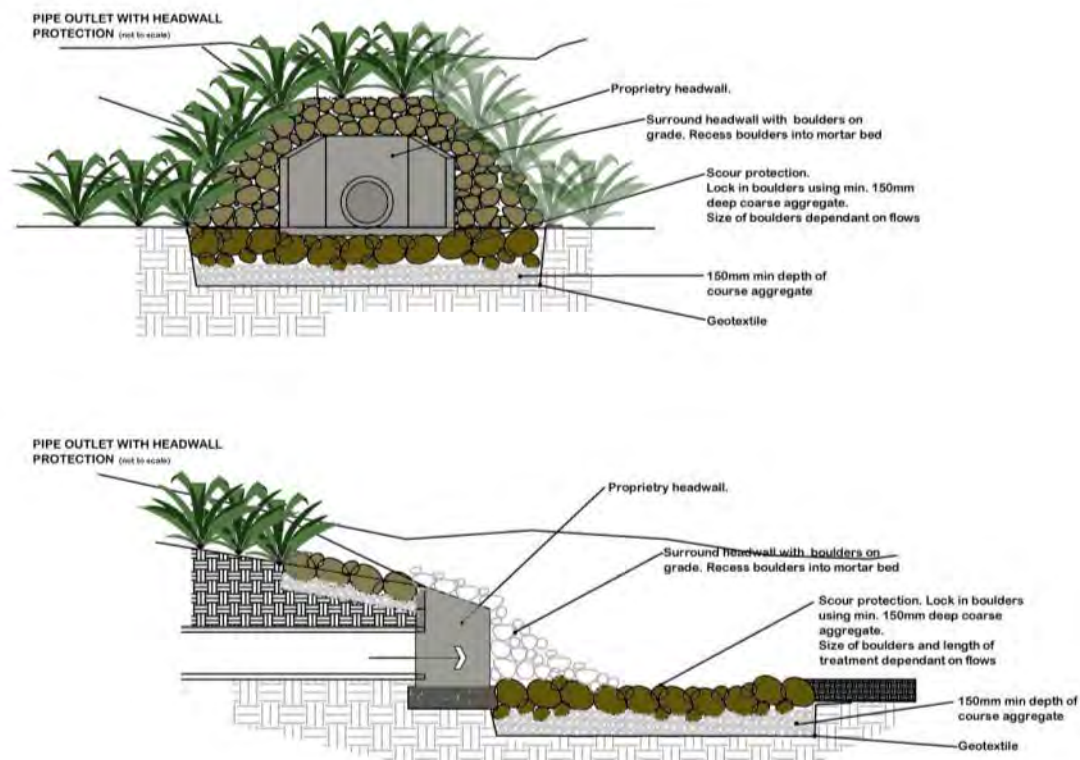 PIPE OUTLET WITH HEADWALL
PROTECTION (not to scale)
Proprietry headwall.
Surround headwall with boulders on
grade. Recess boulders into mortar bed
Scour protection.
Lock in boulders using min. 150mm
deep coarse aggregate.
Size of boulders dependant on flows
150mm min depth of
course aggregate
Geotextile
PIPE OUTLET WITH HEADWALL
PROTECTION (not to scale)
Proprietry headwall.
Surround headwall with boulders on
grade. Recess boulders into mortar bed
Scour protection. Lock in boulders
using min. 150mm deep coarse
aggregate.
Size of boulders and length of
treatment dependant on flows
150mm min depth of
course aggregate
Geotextile